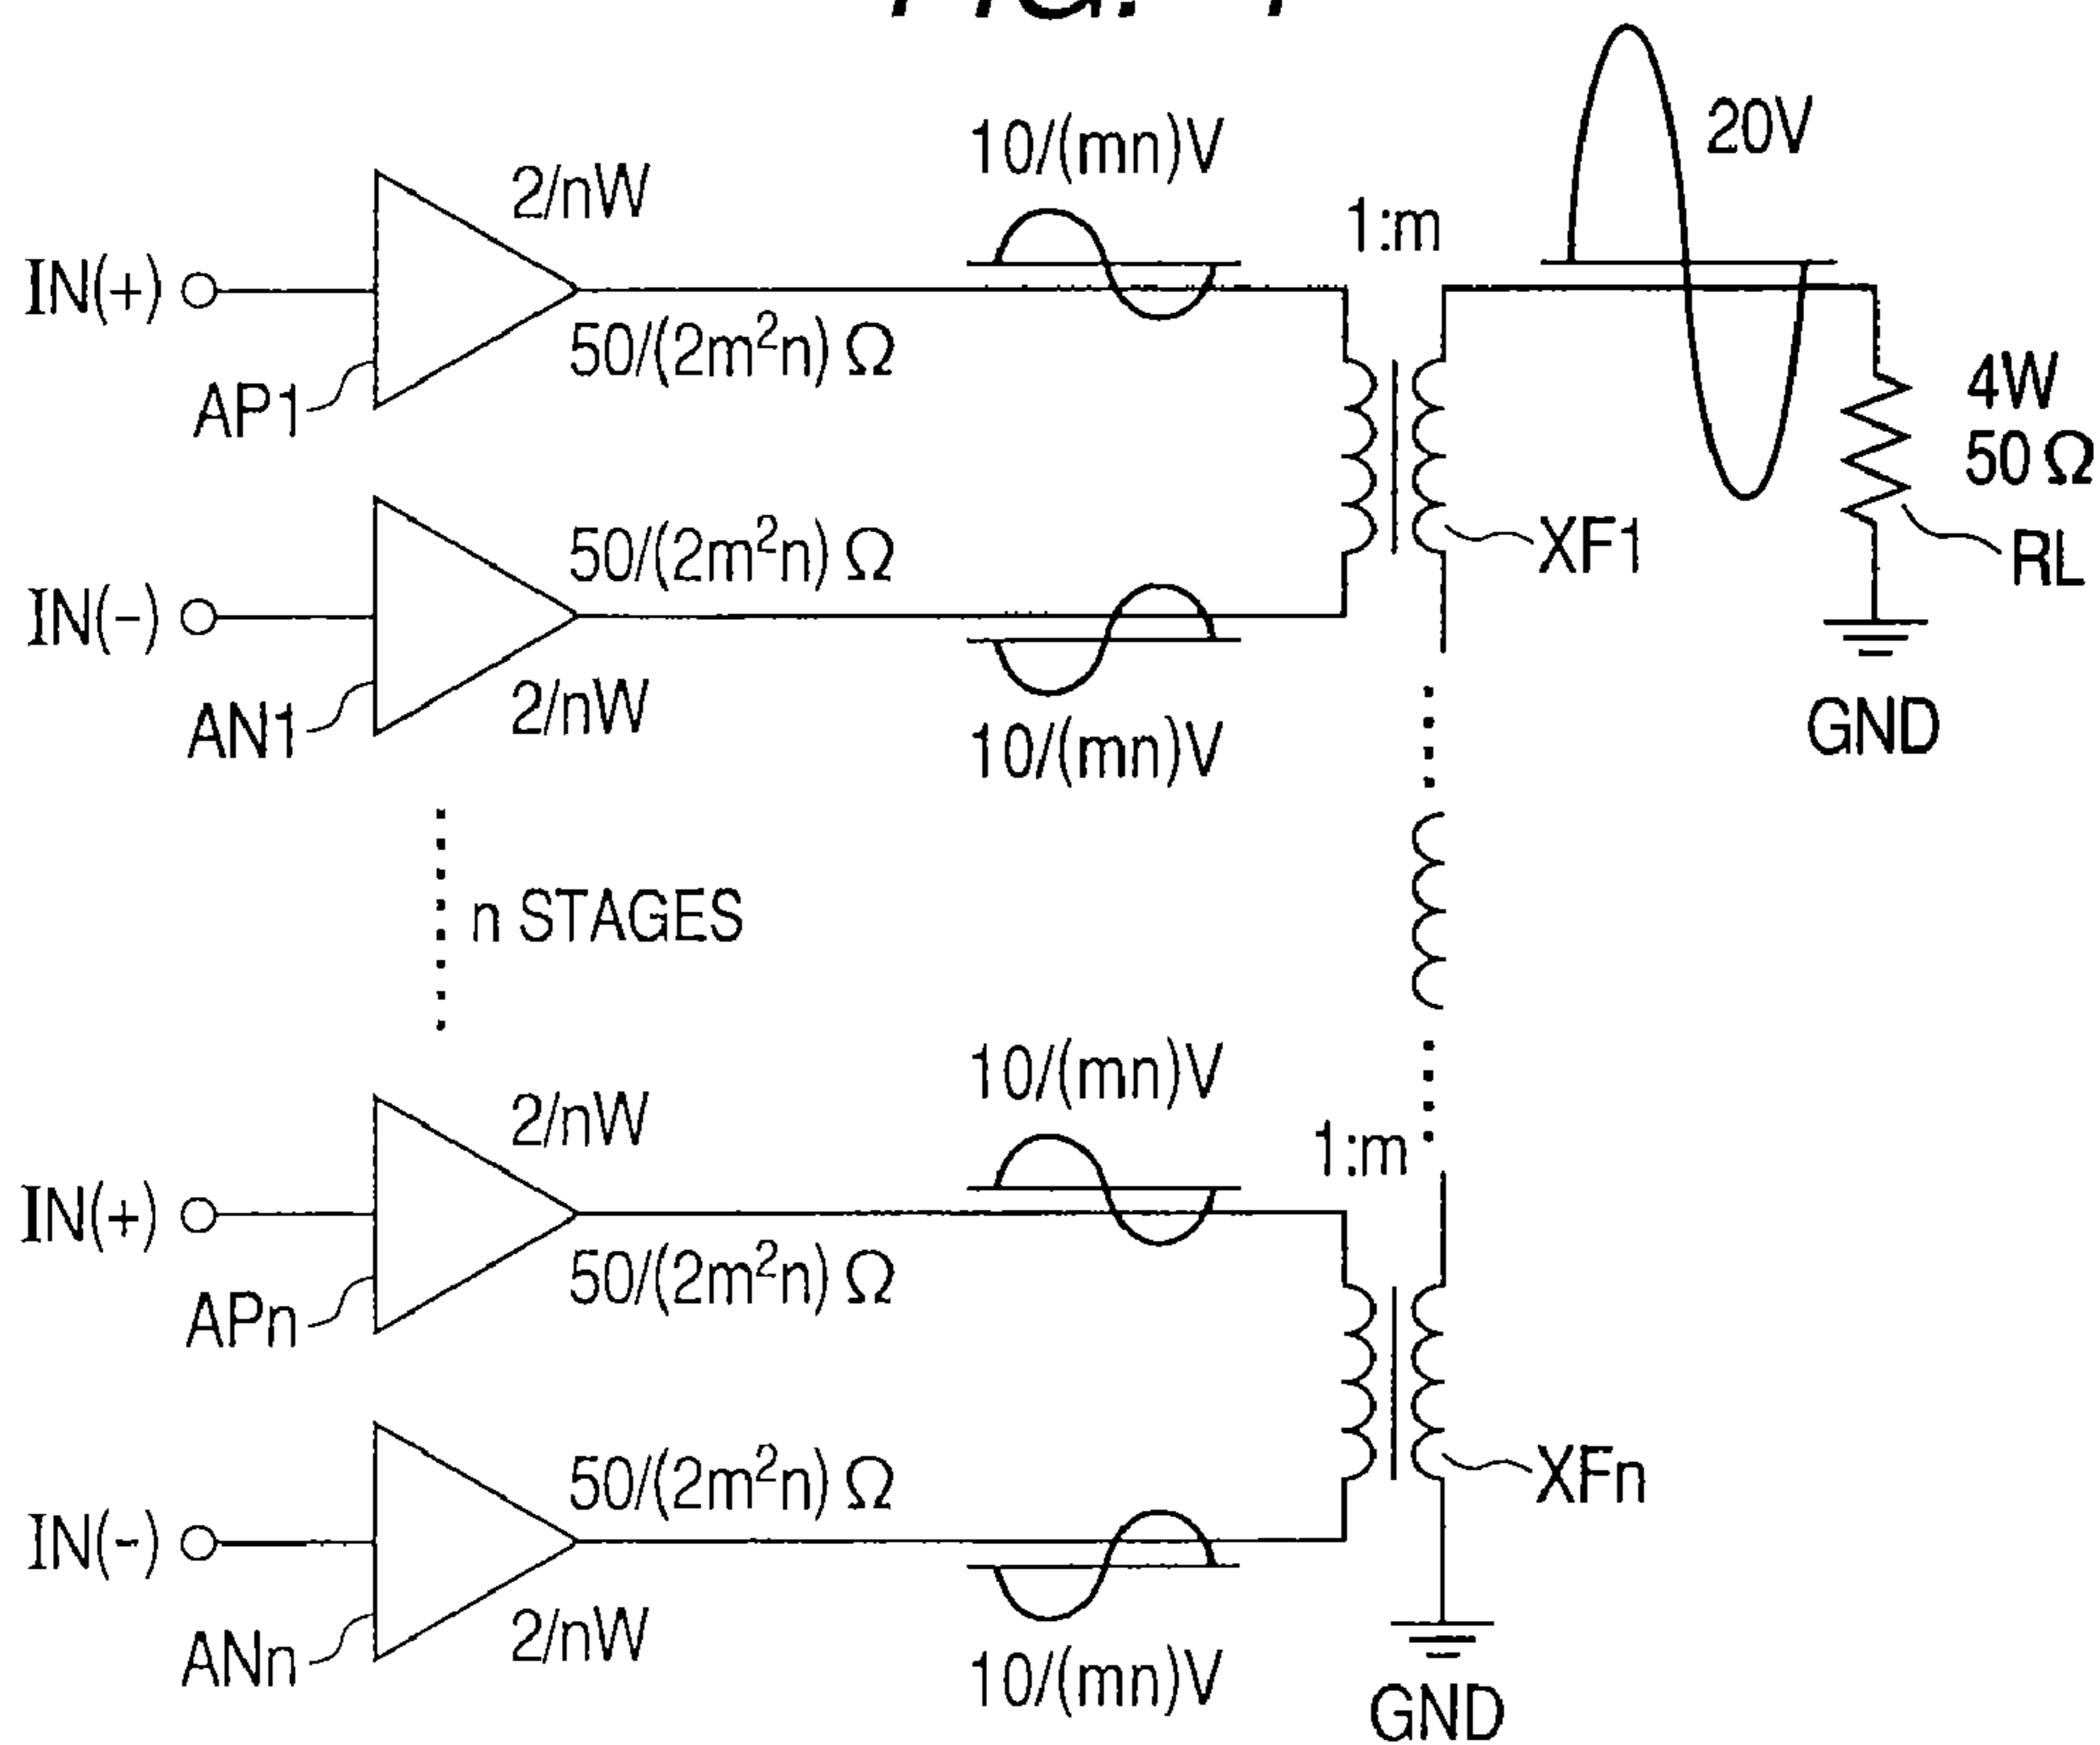 2/nW
10/(mn)V
20V
1:m
IN(+)
50/(2m²n) Ω
AP1
4W
50 Ω
50/(2m²n) Ω
XF1
RL
IN(-)
2/nW
AN1
10/(mn)V
GND
n STAGES
10/(mn)V
2/nW
1:m
IN(+)
50/(2m²n) Ω
APn
50/(2m²n) Ω
XFn
IN(-)
2/nW
ANn
10/(mn)V
GND